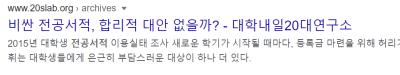 www.20slab.org › archives
비싼 전공서적, 합리적 대안 없을까? - 대학내일20대연구소
2015년 대학생 전공서적 이용실태 조사 새로운 학기가 시작될 때마다, 등록금 마련을 위해 허리가
휘는 대학생들에게 은근히 부담스러운 대상이 하나 더 있다.